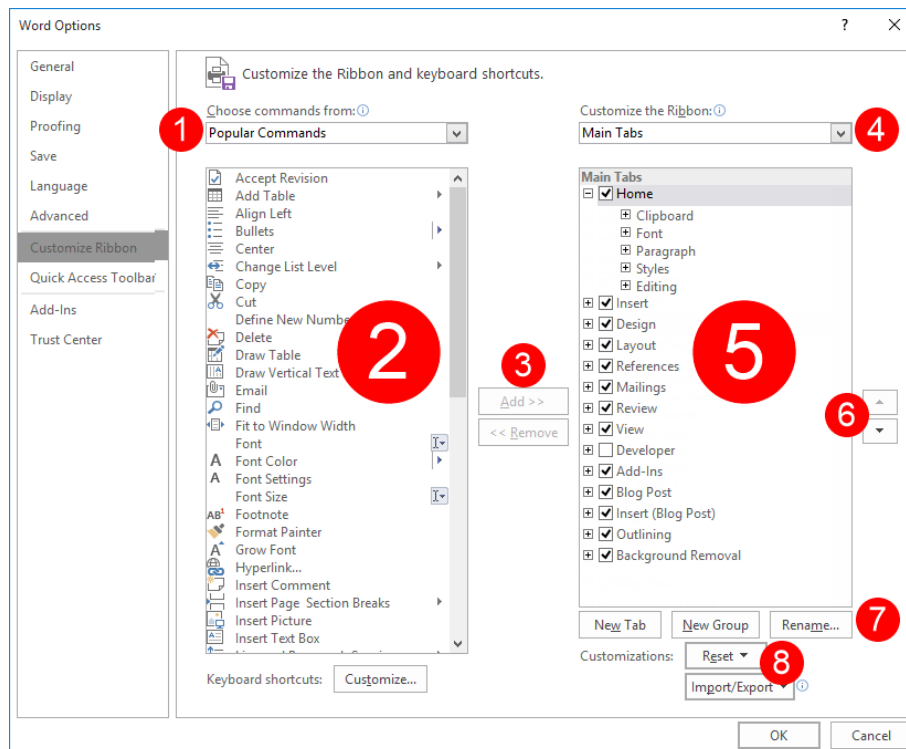 Word Options
?
General
Display
Proofing
Save
Language
Advanced
Customize Ribbon
Quick Access Toolbar
Add-Ins
Trust Center
Customize the Ribbon and keyboard shortcuts.
Choose commands from:
1
Popular Commands
Accept Revision
Add Table
Align Left
Bullets
Center
Change List Level
Copy
Cut
Define New
Delete
Draw Table
Draw Vertical Text
Email
Find
Fit to Window Width
Font
Font Color
Font Settings
Font Size
Footnote
Format Painter
Grow Font
Hyperlink...
Insert Comment
Insert Page Section Breaks
Insert Picture
Insert Text Box
2
Keyboard shortcuts: Customize...
3
Add >>
<< Remove
Customize the Ribbon:
Main Tabs
4
Main Tabs
Home
Clipboard
Font
Paragraph
Styles
Editing
Insert
Design
Layout
References
Mailings
Review
View
Developer
Add-Ins
Blog Post
Insert (Blog Post)
Outlining
Background Removal
5
6
New Tab New Group Rename...
7
Customizations: Reset
8
Import/Export
OK Cancel